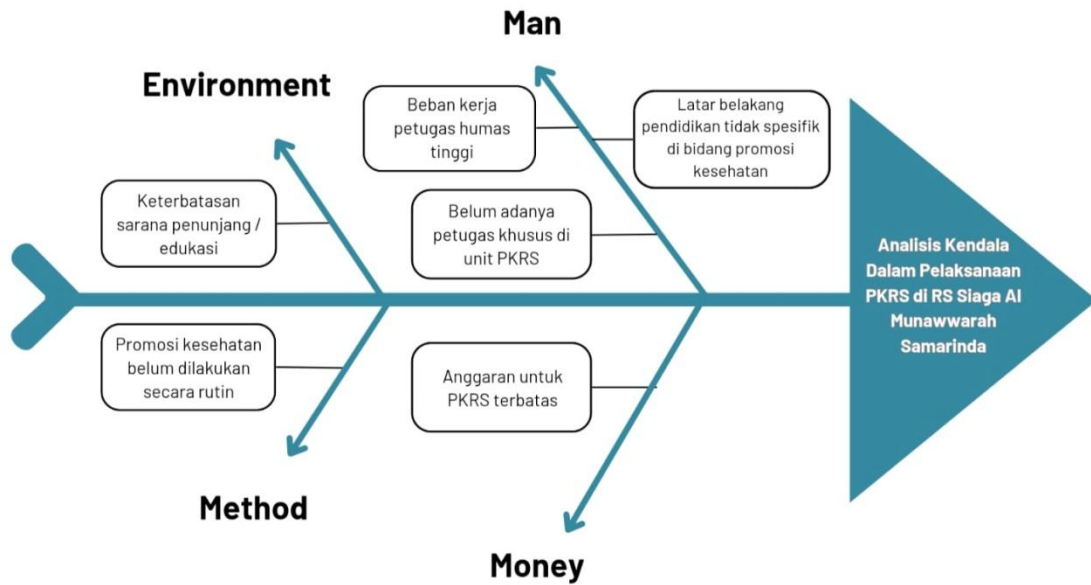 Man
Environment
Beban kerja
petugas humas
tinggi
Latar belakang
pendidikan tidak spesifik
di bidang promosi
kesehatan
Keterbatasan
sarana penunjang /
edukasi
Belum adanya
petugas khusus di
unit PKRS
Analisis Kendala
Dalam Pelaksanaan
PKRS di RS Siaga Al
Munawwarah
Samarinda
Promosi kesehatan
belum dilakukan
secara rutin
Anggaran untuk
PKRS terbatas
Method
Money